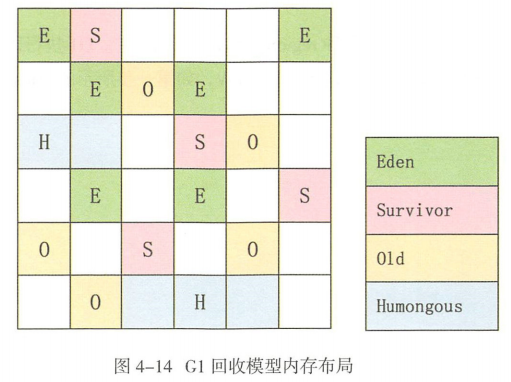 E S E
E O E
H S O
E E S
O S O
O H
Eden
Survivor
Old
Humongous
图 4-14 G1 回收模型内存布局